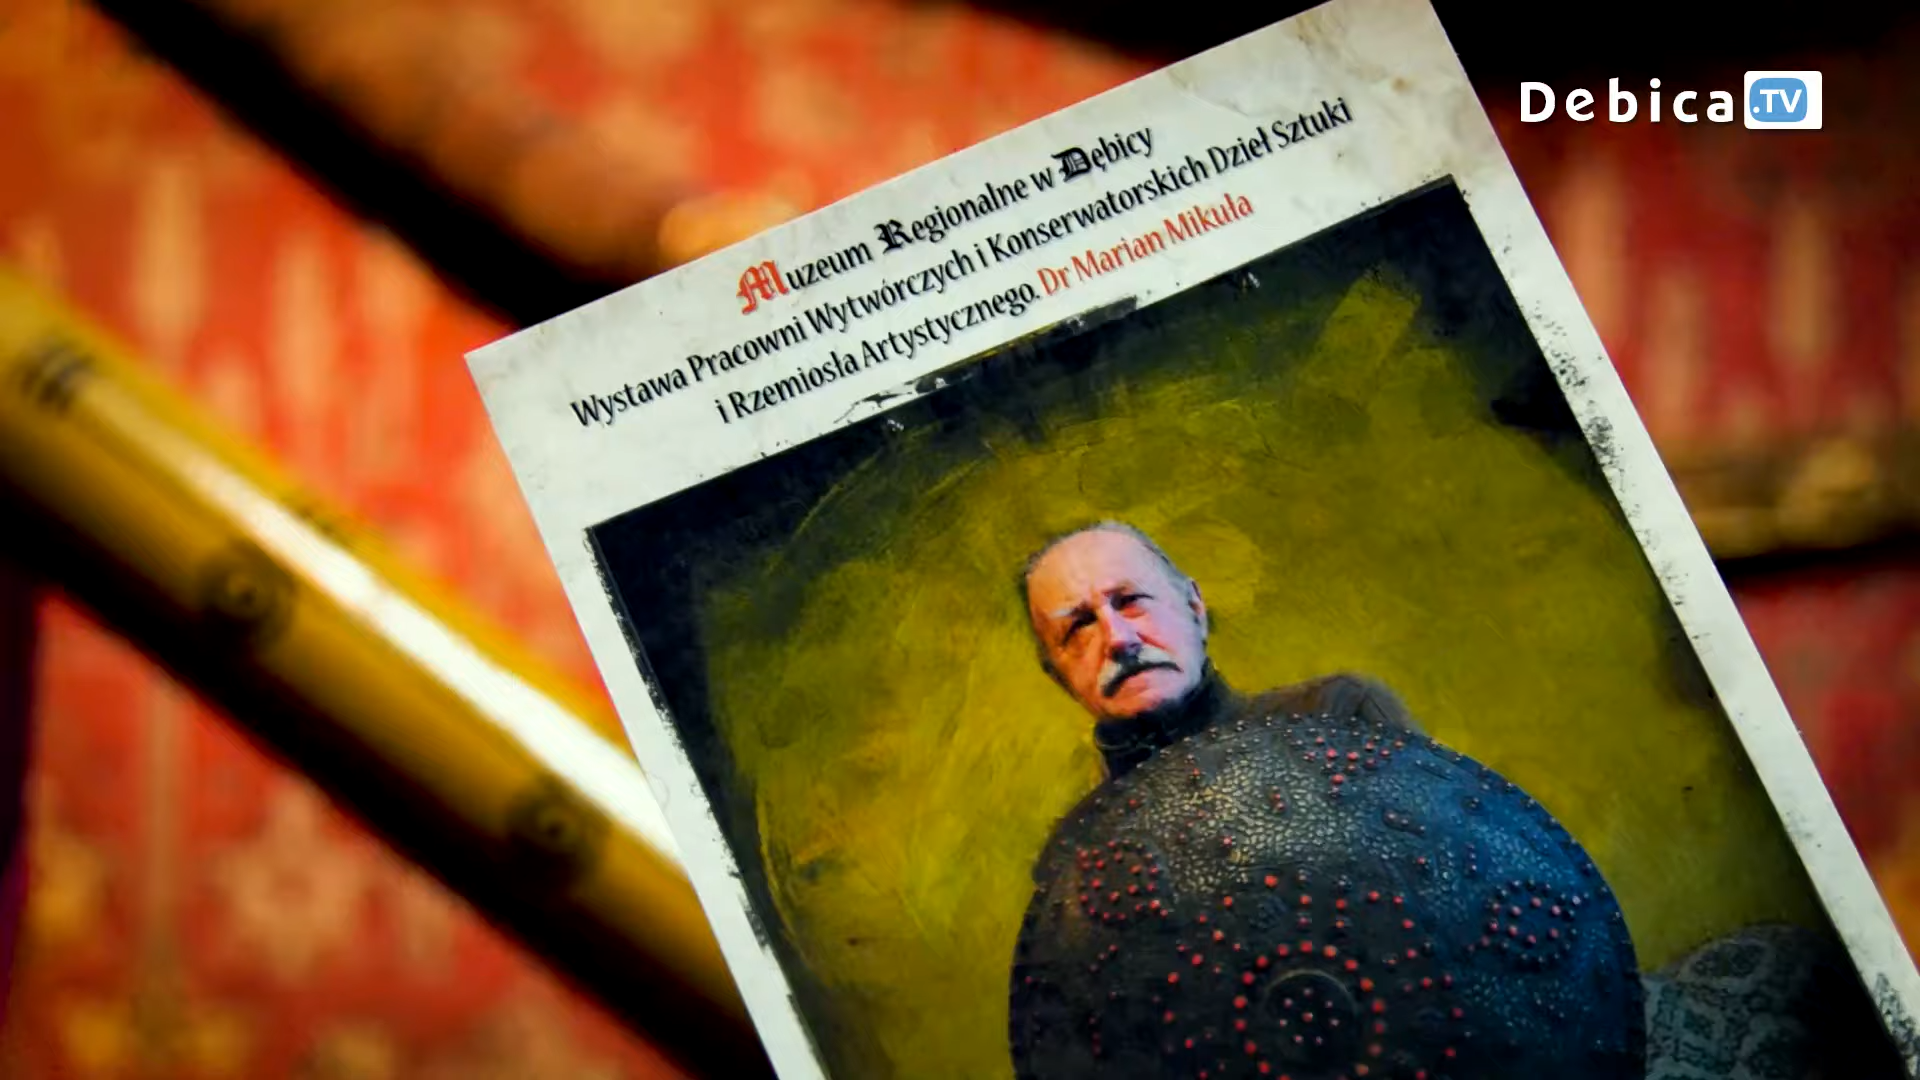 Debica.TV
Muzeum Regionalne w Dębicy
Wystawa Pracowni Wytwórczych i Konserwatorskich Dzieł Sztuki
i Rzemiosła Artystycznego. Dr Marian Mikuła